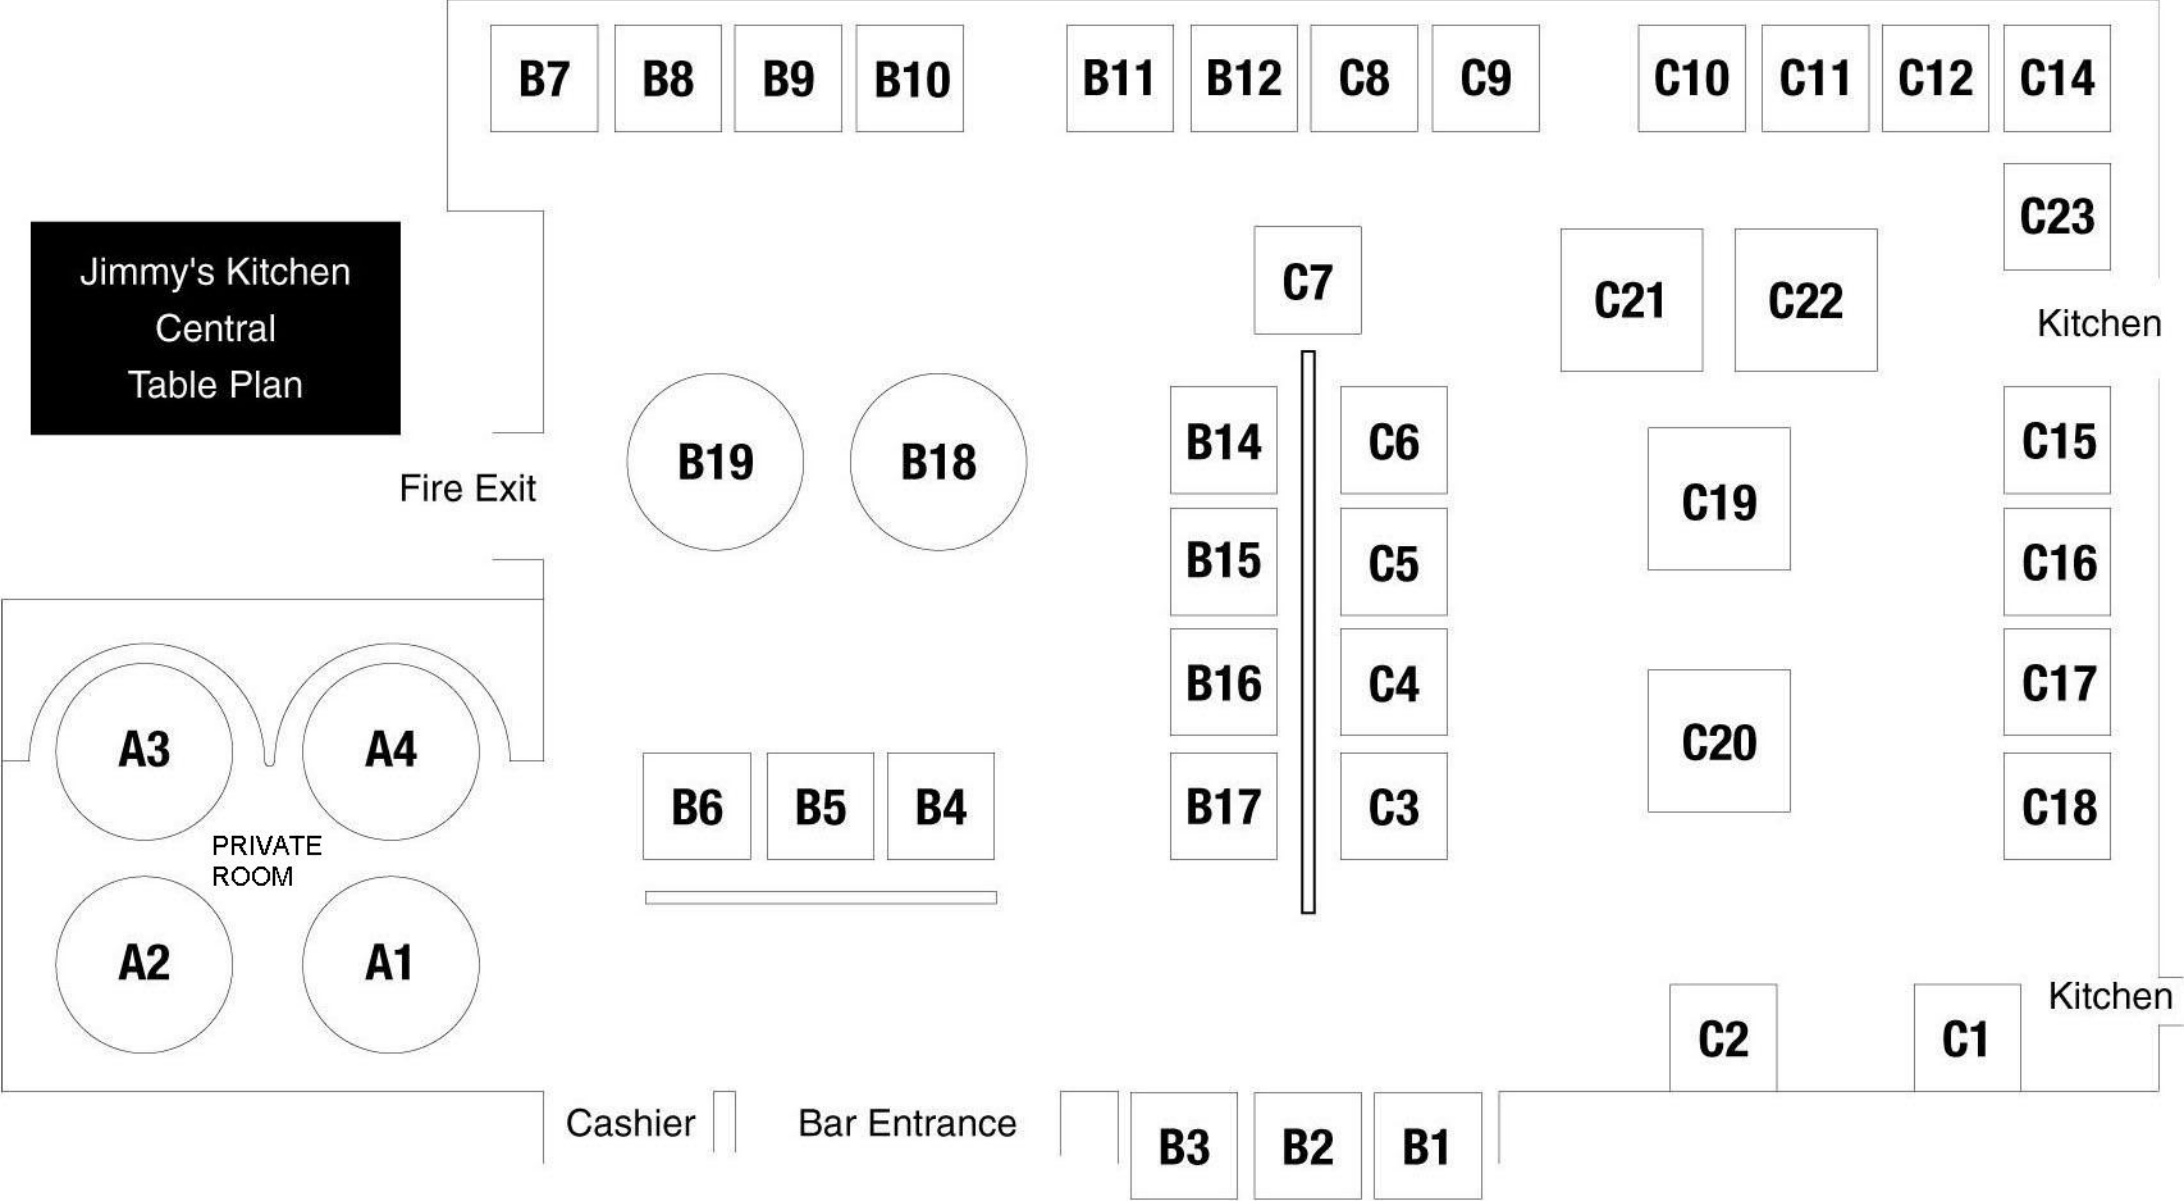 B7 B8 B9 B10 B11 B12 C8 C9 C10 C11 C12 C14
C23
Jimmy's Kitchen
Central
Table Plan
C7 C21 C22
Kitchen
B19 B18 B14 C6 C19 C15
Fire Exit
B15 C5 C16
B16 C4 C17
A3 A4 C20
B6 B5 B4 B17 C3 C18
PRIVATE
ROOM
A2 A1
Kitchen
C2 C1
Cashier Bar Entrance
B3 B2 B1